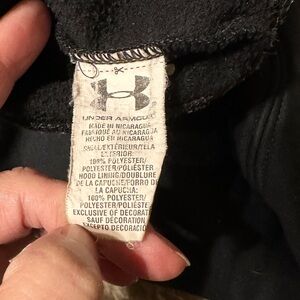 UNDER ARMOUR
MADE IN NICARAGUA
FABRIQUÉ AU NICARAGUA
HECHO EN NICARAGUA
SHELL/EXTÉRIEUR/TELA
EXTERIOR:
100% POLYESTER/
POLYESTER/POLIÉSTER
HOOD LINING/DOUBLURE
DE LA CAPUCHE/FORRO DE
LA CAPUCHA:
100% POLYESTER/
POLYESTER/POLIÉSTER
EXCLUSIVE OF DECORATION
SAUF DÉCORATION
EXCEPTO DECORACIÓN